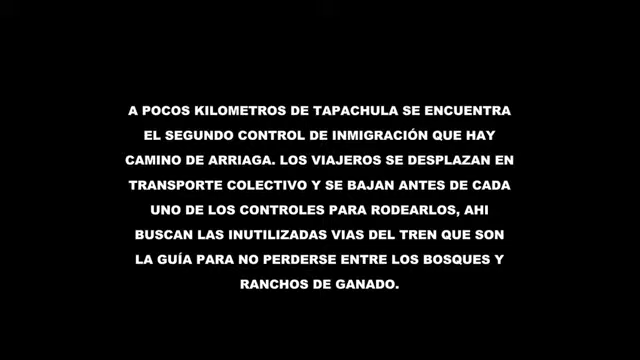 A POCOS KILOMETROS DE TAPACHULA SE ENCUENTRA
EL SEGUNDO CONTROL DE INMIGRACIÓN QUE HAY
CAMINO DE ARRIAGA. LOS VIAJEROS SE DESPLAZAN EN
TRANSPORTE COLECTIVO Y SE BAJAN ANTES DE CADA
UNO DE LOS CONTROLES PARA RODEARLOS, AHI
BUSCAN LAS INUTILIZADAS VIAS DEL TREN QUE SON
LA GUÍA PARA NO PERDERSE ENTRE LOS BOSQUES Y
RANCHOS DE GANADO.